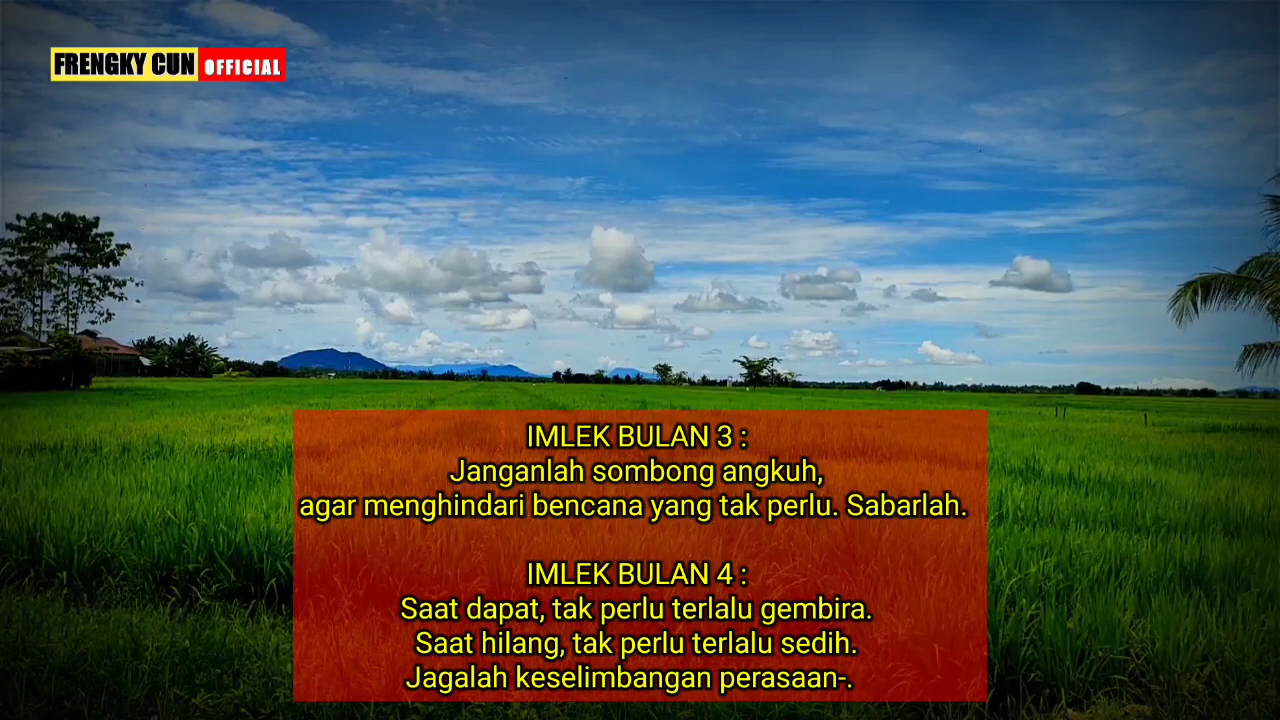 FRENGKY CUN OFFICIAL
IMLEK BULAN 3 :
Janganlah sombong angkuh,
agar menghindari bencana yang tak perlu. Sabarlah.
IMLEK BULAN 4 :
Saat dapat, tak perlu terlalu gembira.
Saat hilang, tak perlu terlalu sedih.
Jagalah keselimbangan perasaan-.